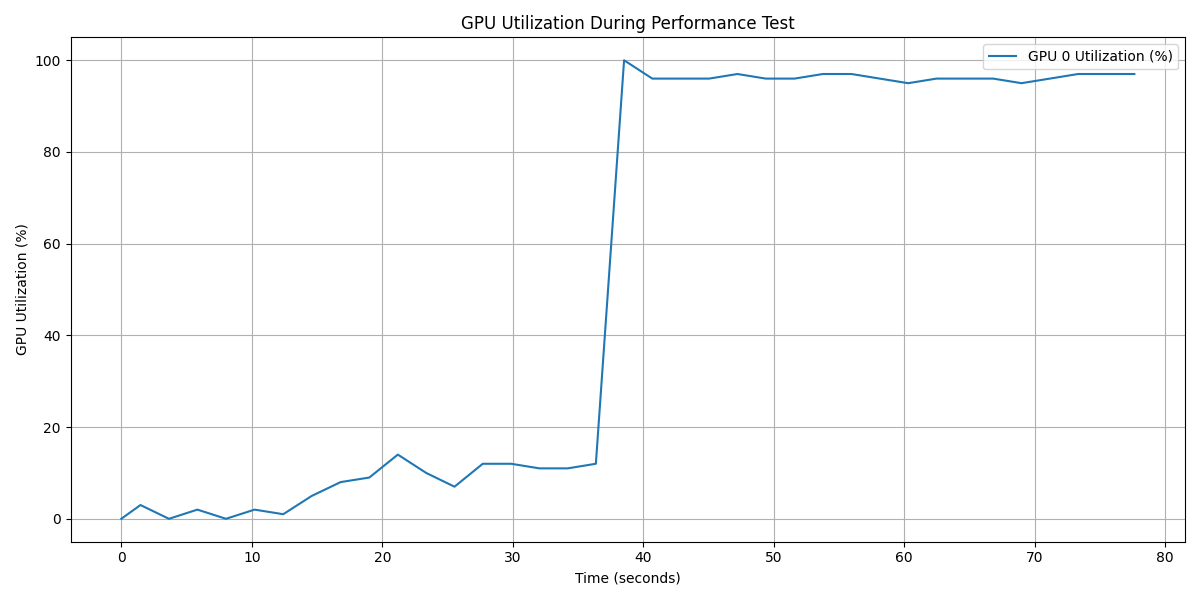 GPU Utilization During Performance Test
GPU 0 Utilization (%)
100
80
60
40
20
0
GPU Utilization (%)
0 10 20 30 40 50 60 70 80
Time (seconds)